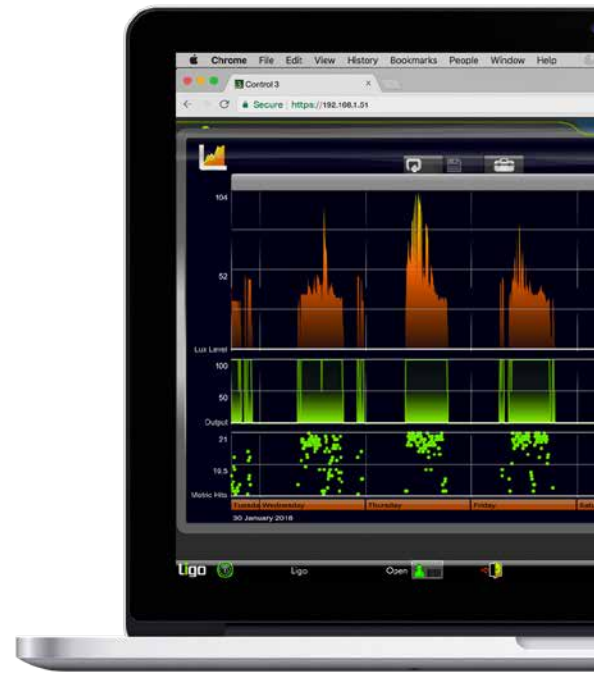 Chrome File Edit View History Bookmarks People Window Help
Control 3 ×
Secure https://192.168.1.51
104
52
Lux Level
100
50
Output
21
10.5
Metric Hits
Tuesda Wednesday Thursday Friday Satu
30 January 2018
Ligo Ligo Open